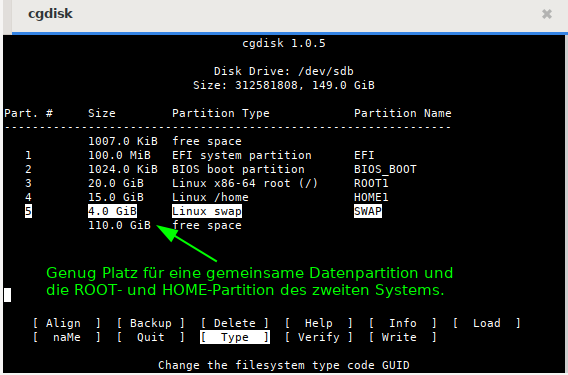 cgdisk
cgdisk 1.0.5
Disk Drive: /dev/sdb
Size: 312581808, 149.0 GiB
Part. # Size Partition Type Partition Name
----------------------------------------------------------------
1007.0 KiB free space
1 100.0 MiB EFI system partition EFI
2 1024.0 KiB BIOS boot partition BIOS_BOOT
3 20.0 GiB Linux x86-64 root (/) ROOT1
4 15.0 GiB Linux /home HOME1
5 4.0 GiB Linux swap SWAP
110.0 GiB free space
Genug Platz für eine gemeinsame Datenpartition und
die ROOT- und HOME-Partition des zweiten Systems.
[ Align ] [ Backup ] [ Delete ] [ Help ] [ Info ] [ Load ]
[ naMe ] [ Quit ] [ Type ] [ Verify ] [ Write ]
Change the filesystem type code GUID